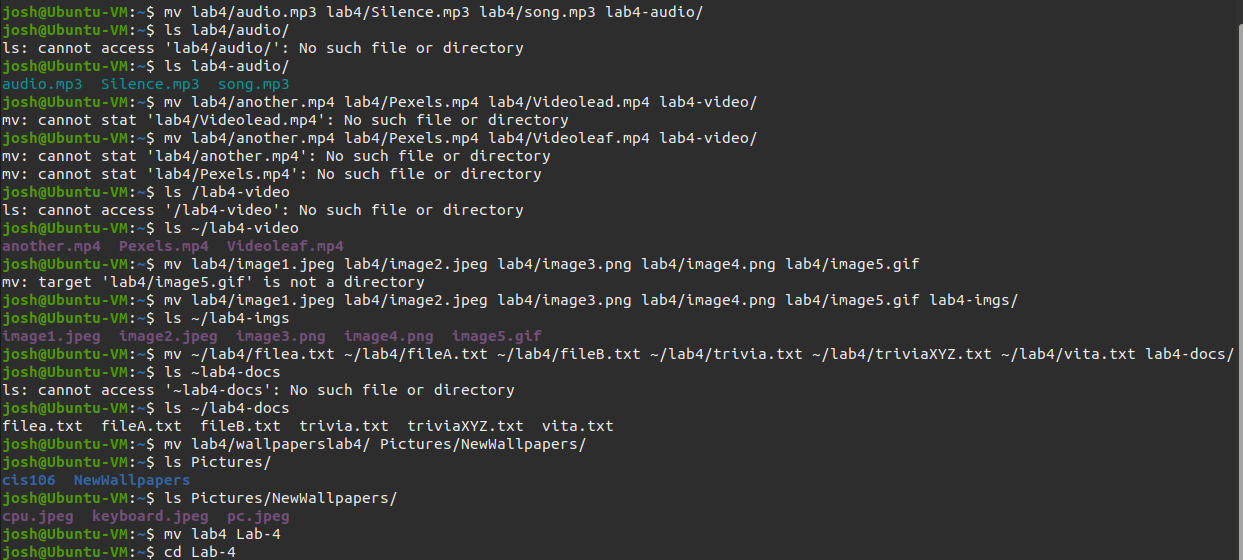 josh@Ubuntu-VM:~$ mv lab4/audio.mp3 lab4/Silence.mp3 lab4/song.mp3 lab4-audio/
josh@Ubuntu-VM:~$ ls lab4/audio/
ls: cannot access 'lab4/audio/': No such file or directory
josh@Ubuntu-VM:~$ ls lab4-audio/
audio.mp3  Silence.mp3  song.mp3
josh@Ubuntu-VM:~$ mv lab4/another.mp4 lab4/Pexels.mp4 lab4/Videolead.mp4 lab4-video/
mv: cannot stat 'lab4/Videolead.mp4': No such file or directory
josh@Ubuntu-VM:~$ mv lab4/another.mp4 lab4/Pexels.mp4 lab4/Videoleaf.mp4 lab4-video/
mv: cannot stat 'lab4/another.mp4': No such file or directory
mv: cannot stat 'lab4/Pexels.mp4': No such file or directory
josh@Ubuntu-VM:~$ ls /lab4-video
ls: cannot access '/lab4-video': No such file or directory
josh@Ubuntu-VM:~$ ls ~/lab4-video
another.mp4  Pexels.mp4  Videoleaf.mp4
josh@Ubuntu-VM:~$ mv lab4/image1.jpeg lab4/image2.jpeg lab4/image3.png lab4/image4.png lab4/image5.gif
mv: target 'lab4/image5.gif' is not a directory
josh@Ubuntu-VM:~$ mv lab4/image1.jpeg lab4/image2.jpeg lab4/image3.png lab4/image4.png lab4/image5.gif lab4-imgs/
josh@Ubuntu-VM:~$ ls ~/lab4-imgs
image1.jpeg  image2.jpeg  image3.png  image4.png  image5.gif
josh@Ubuntu-VM:~$ mv ~/lab4/filea.txt ~/lab4/fileA.txt ~/lab4/fileB.txt ~/lab4/trivia.txt ~/lab4/triviaXYZ.txt ~/lab4/vita.txt lab4-docs/
josh@Ubuntu-VM:~$ ls ~lab4-docs
ls: cannot access '~lab4-docs': No such file or directory
josh@Ubuntu-VM:~$ ls ~/lab4-docs
filea.txt  fileA.txt  fileB.txt  trivia.txt  triviaXYZ.txt  vita.txt
josh@Ubuntu-VM:~$ mv lab4/wallpaperslab4/ Pictures/NewWallpapers/
josh@Ubuntu-VM:~$ ls Pictures/
cis106  NewWallpapers
josh@Ubuntu-VM:~$ ls Pictures/NewWallpapers/
cpu.jpeg  keyboard.jpeg  pc.jpeg
josh@Ubuntu-VM:~$ mv lab4 Lab-4
josh@Ubuntu-VM:~$ cd Lab-4